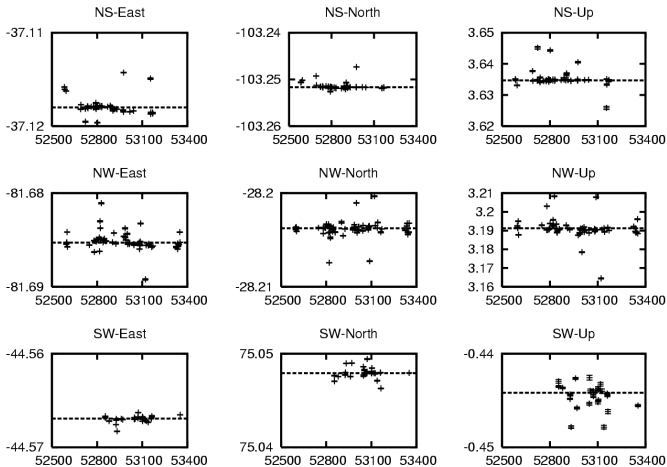 NS-East NS-North NS-Up
-37.11 -103.24 3.65
3.64
-103.25 3.63
-37.12 -103.26 3.62
52500 52800 53100 53400 52500 52800 53100 53400 52500 52800 53100 53400
NW-East NW-North NW-Up
-81.68 -28.2 3.21
3.2
3.19
3.17
-81.69 -28.21 3.16
52500 52800 53100 53400 52500 52800 53100 53400 52500 52800 53100 53400
SW-East SW-North SW-Up
-44.56 75.05 -0.44
-44.57 75.04 -0.45
52500 52800 53100 53400 52500 52800 53100 53400 52500 52800 53100 53400